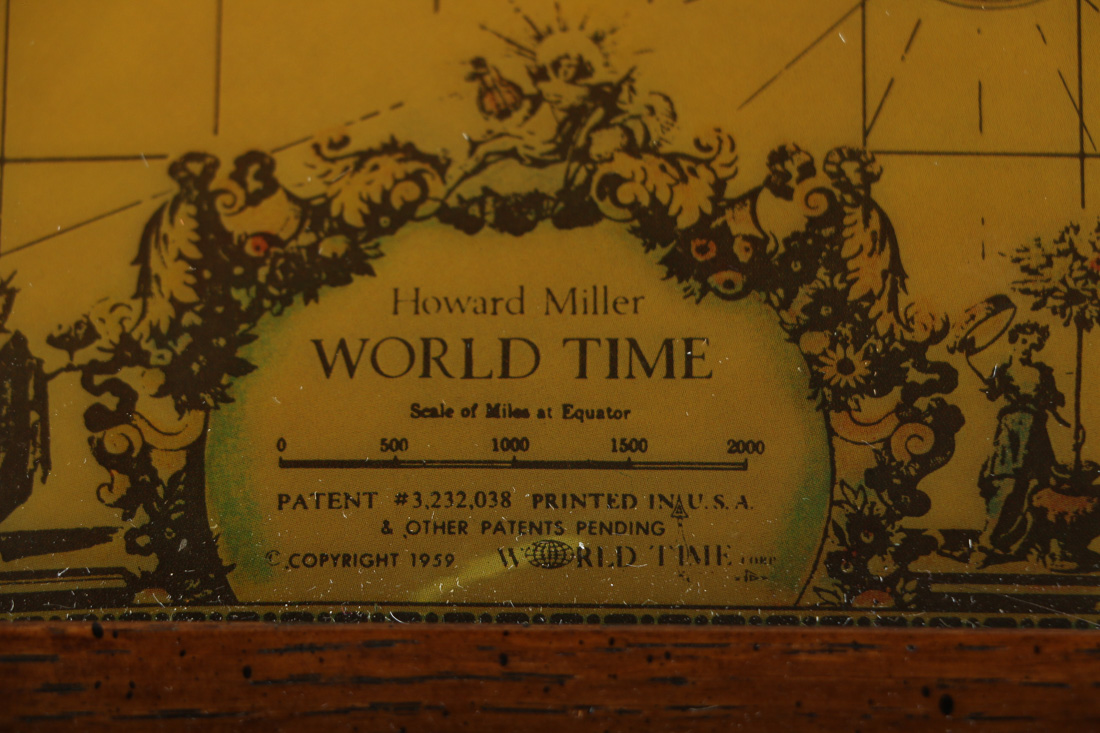 Howard Miller
WORLD TIME
Scale of Miles at Equator
0 500 1000 1500 2000
PATENT #3,232,038 PRINTED IN U.S.A.
& OTHER PATENTS PENDING
© COPYRIGHT 1959 WORLD TIME CORP